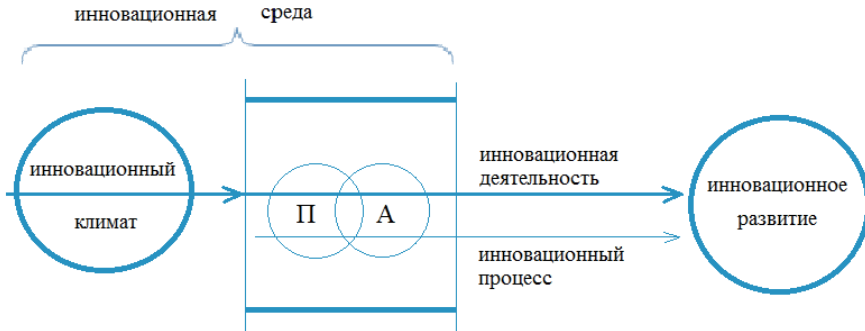 инновационная среда
инновационный
климат
П А
инновационная
деятельность
инновационный
процесс
инновационное
развитие